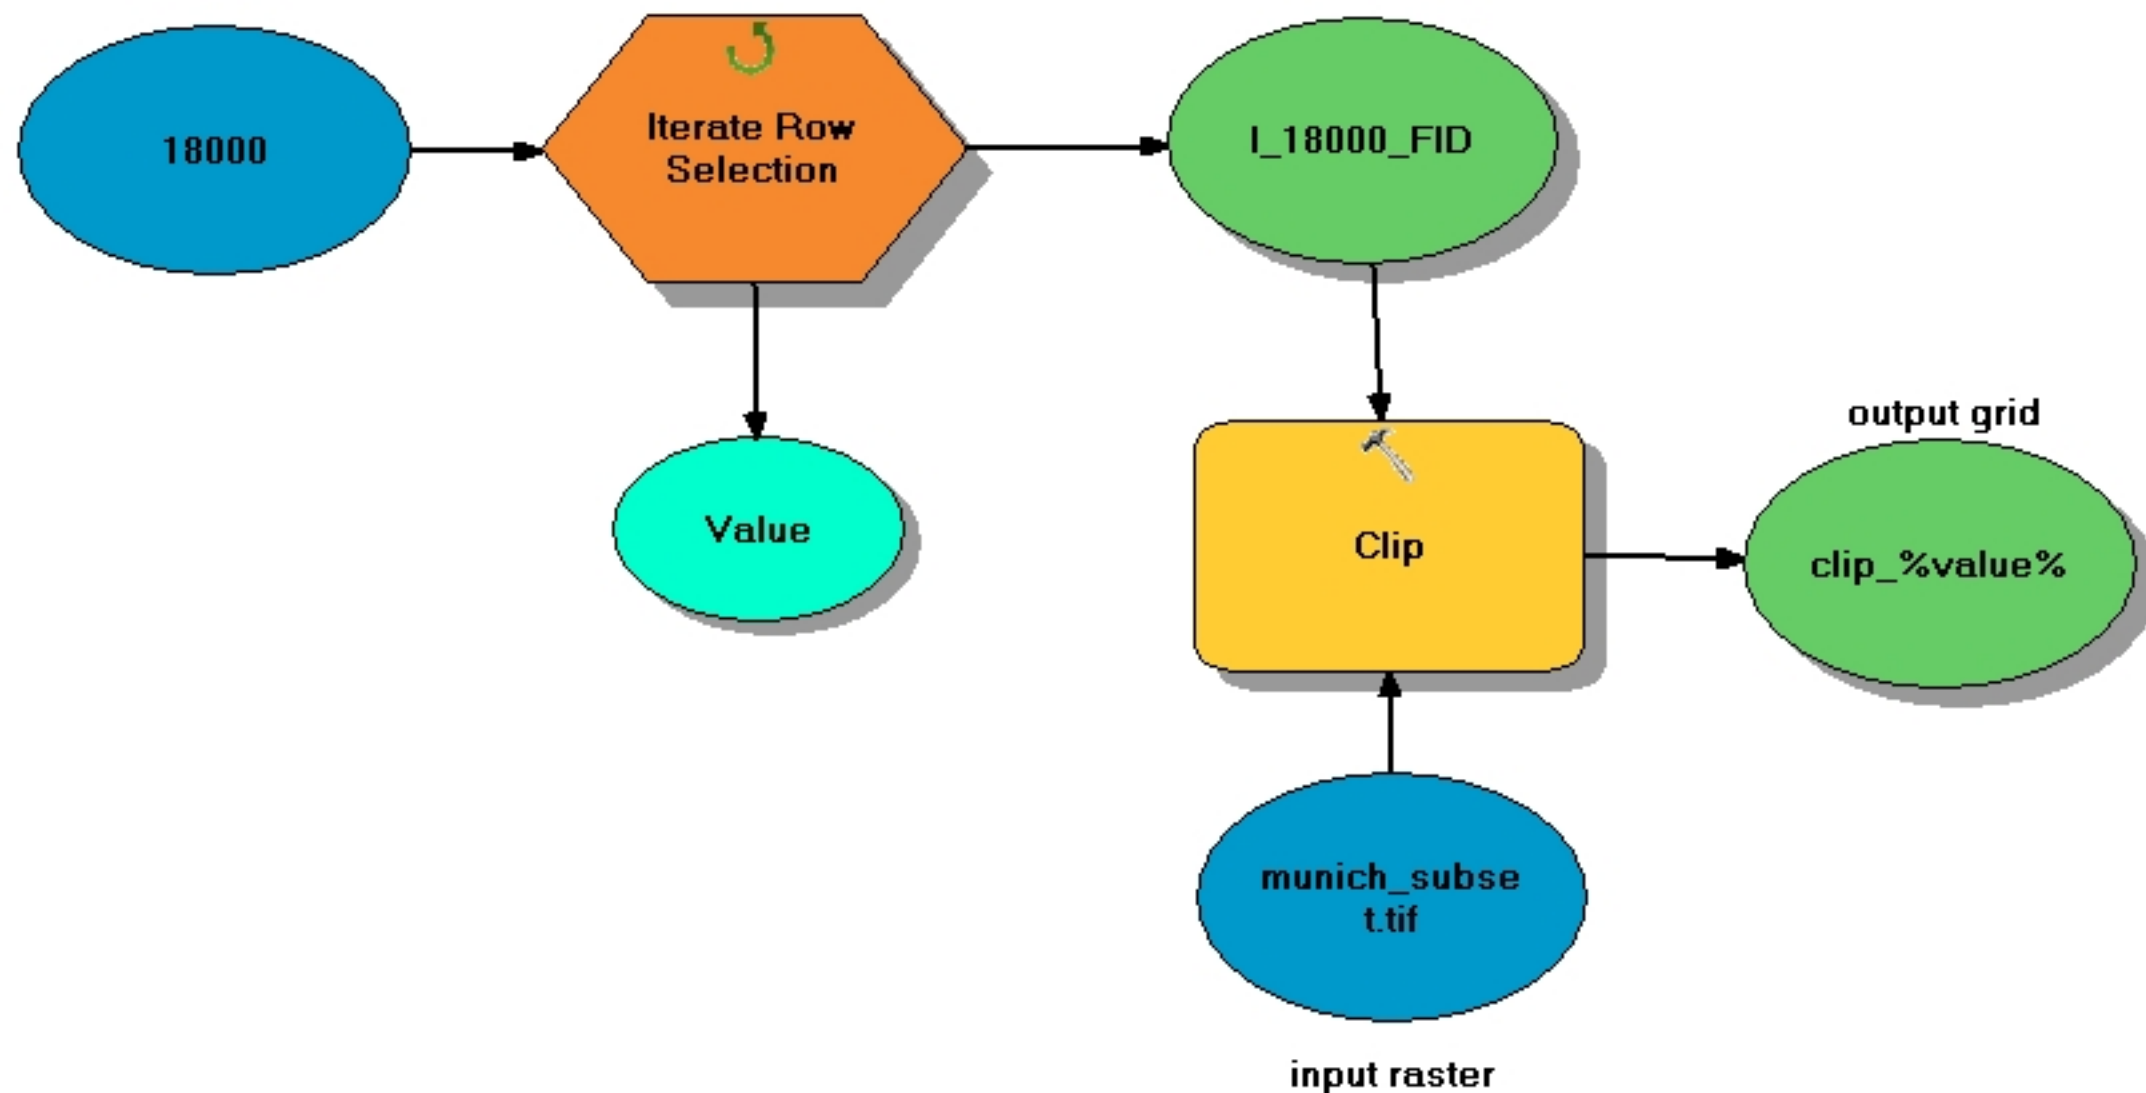 18000
Iterate Row
Selection
I_18000_FID
Value
output grid
Clip
clip_%value%
munich_subse
t.tif
input raster